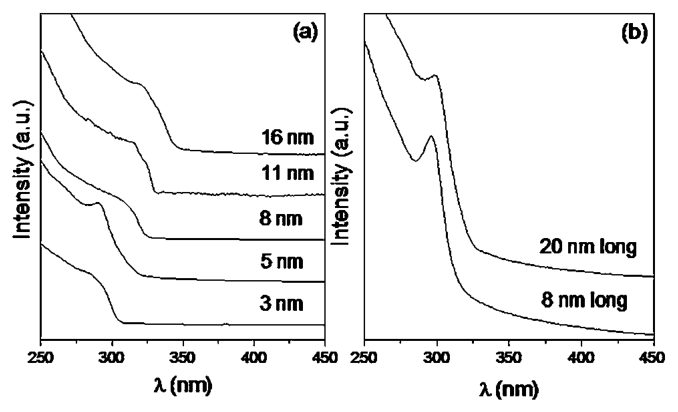 (a)
Intensity (a.u.)
16 nm
11 nm
8 nm
5 nm
3 nm
250 300 350 400 450
λ (nm)
(b)
Intensity (a.u.)
20 nm long
8 nm long
250 300 350 400 450
λ (nm)